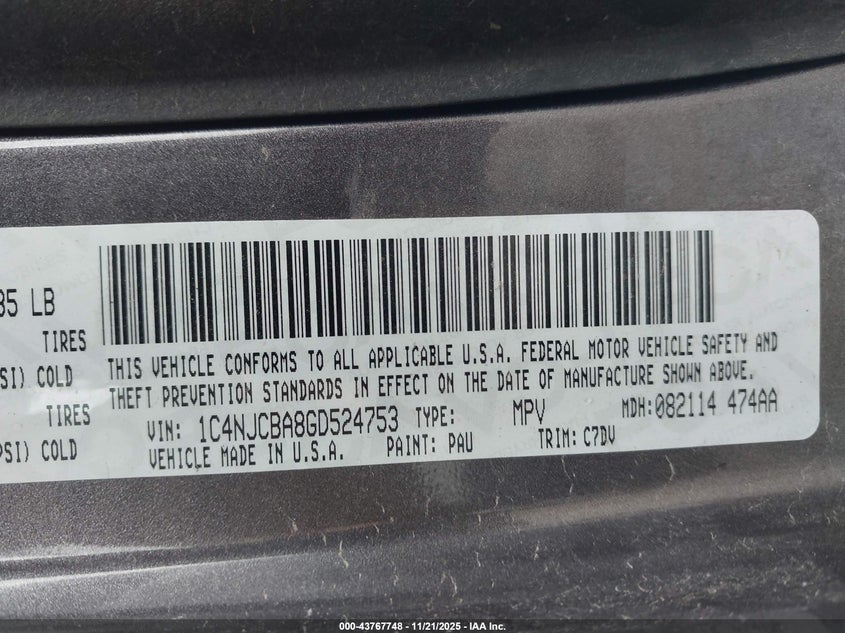 85 LB
TIRES
SI) COLD
TIRES
PSI) COLD
THIS VEHICLE CONFORMS TO ALL APPLICABLE U.S.A. FEDERAL MOTOR VEHICLE SAFETY AND
THEFT PREVENTION STANDARDS IN EFFECT ON THE DATE OF MANUFACTURE SHOWN ABOVE.
VIN: 1C4NJCBA8GD524753 TYPE: MPV MDH:082114 474AA
VEHICLE MADE IN U.S.A. PAINT: PAU TRIM: C7DV
000-43767748 - 11/21/2025 - IAA Inc.